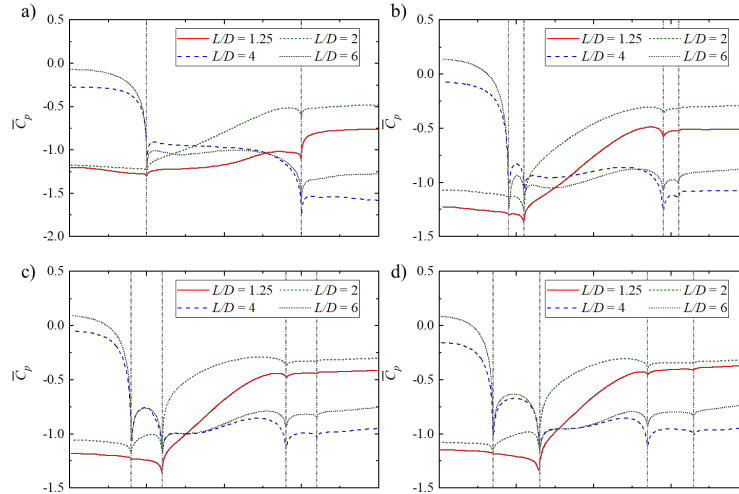 a)
0.5
0.0
-0.5
-1.0
-1.5
-2.0
C̄p
L/D = 1.25
L/D = 2
L/D = 4
L/D = 6
b)
0.5
0.0
-0.5
-1.0
-1.5
C̄p
L/D = 1.25
L/D = 2
L/D = 4
L/D = 6
c)
0.5
0.0
-0.5
-1.0
-1.5
C̄p
L/D = 1.25
L/D = 2
L/D = 4
L/D = 6
d)
0.5
0.0
-0.5
-1.0
-1.5
C̄p
L/D = 1.25
L/D = 2
L/D = 4
L/D = 6